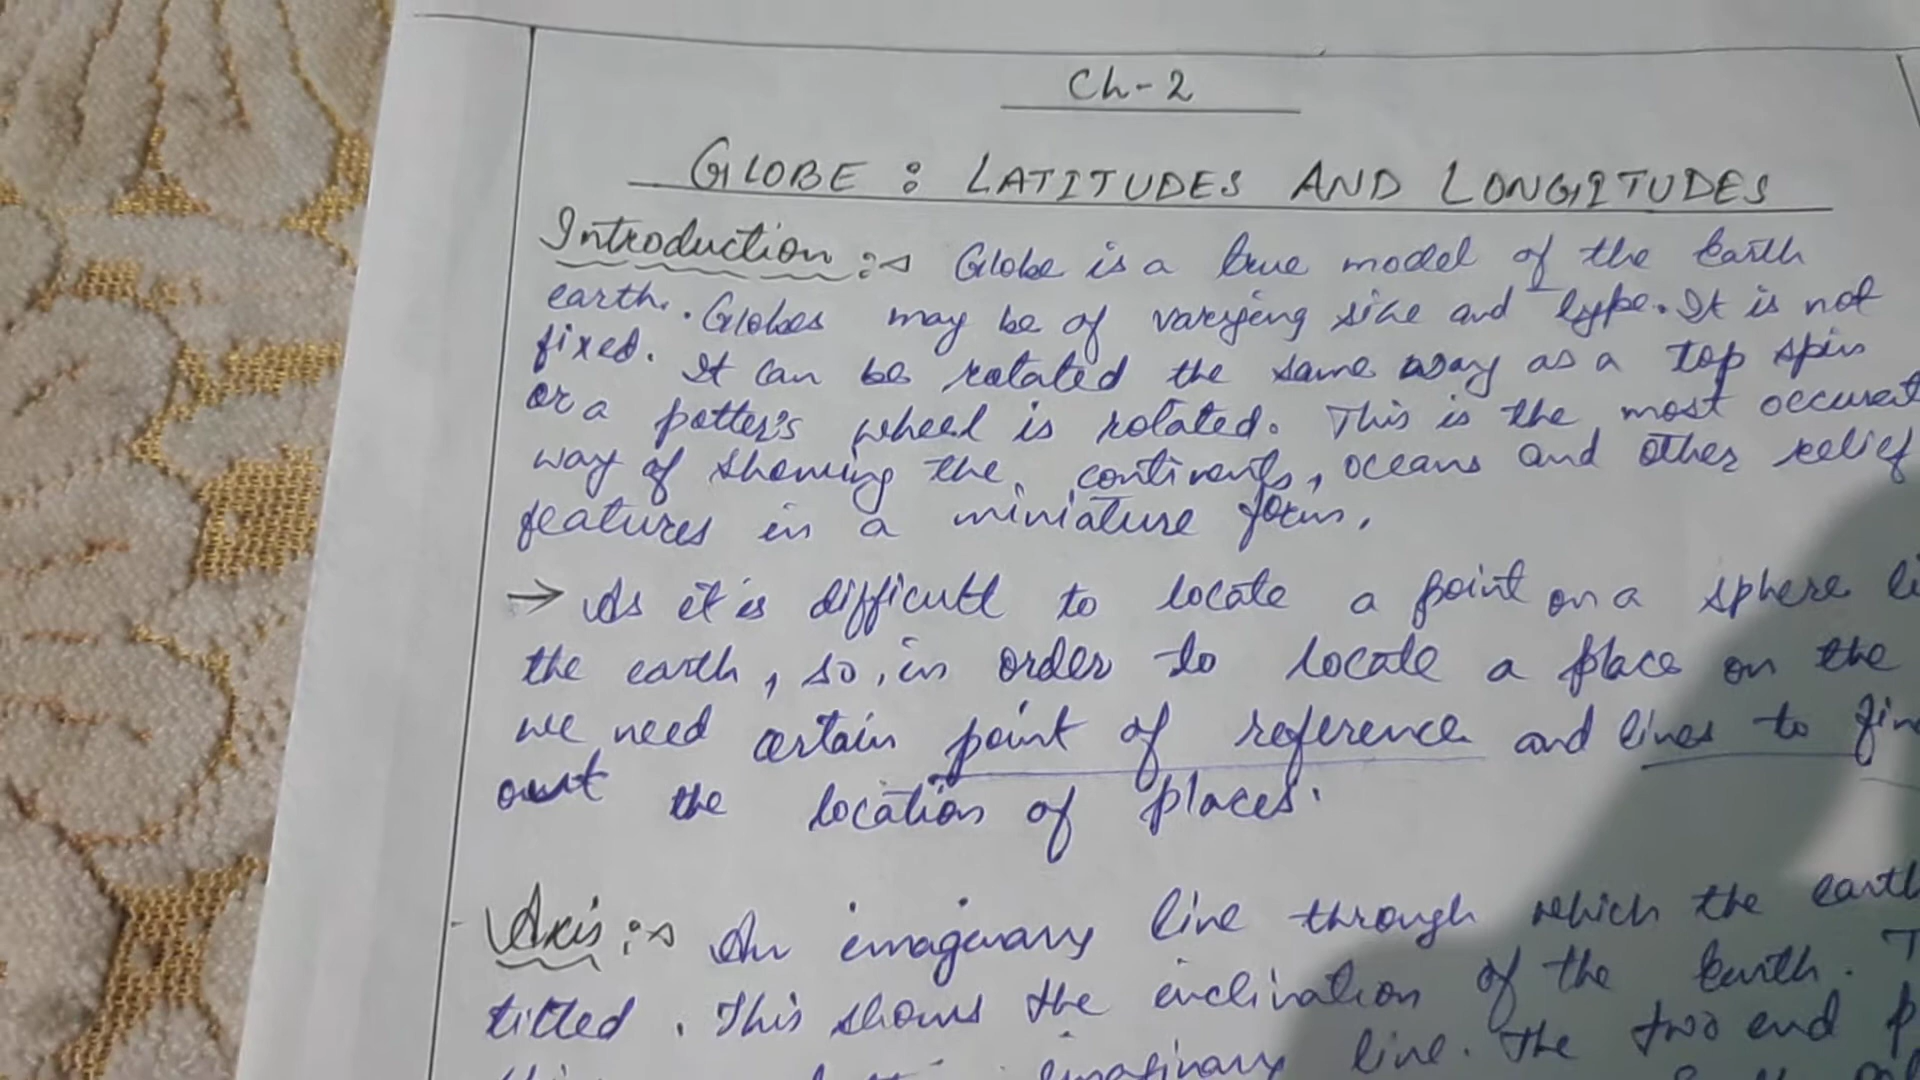 Ch-2
GLOBE : LATITUDES AND LONGITUDES
Introduction :→ Globe is a true model of the Earth
earth. Globes may be of varying size and type. It is not
fixed. It can be rotated the same way as a top spin
or a potter's wheel is rotated. This is the most occurat
way of showing the continents, oceans and other relief
features in a miniature form.
→ As it is difficult to locate a point on a sphere li
the earth, so, in order to locate a place on the
we need certain point of reference and lines to fin
out the location of places.
Axis :→ An imaginary line through which the earth
tilted. This shows the inclination of the Earth. T
imaginary line. The two end p